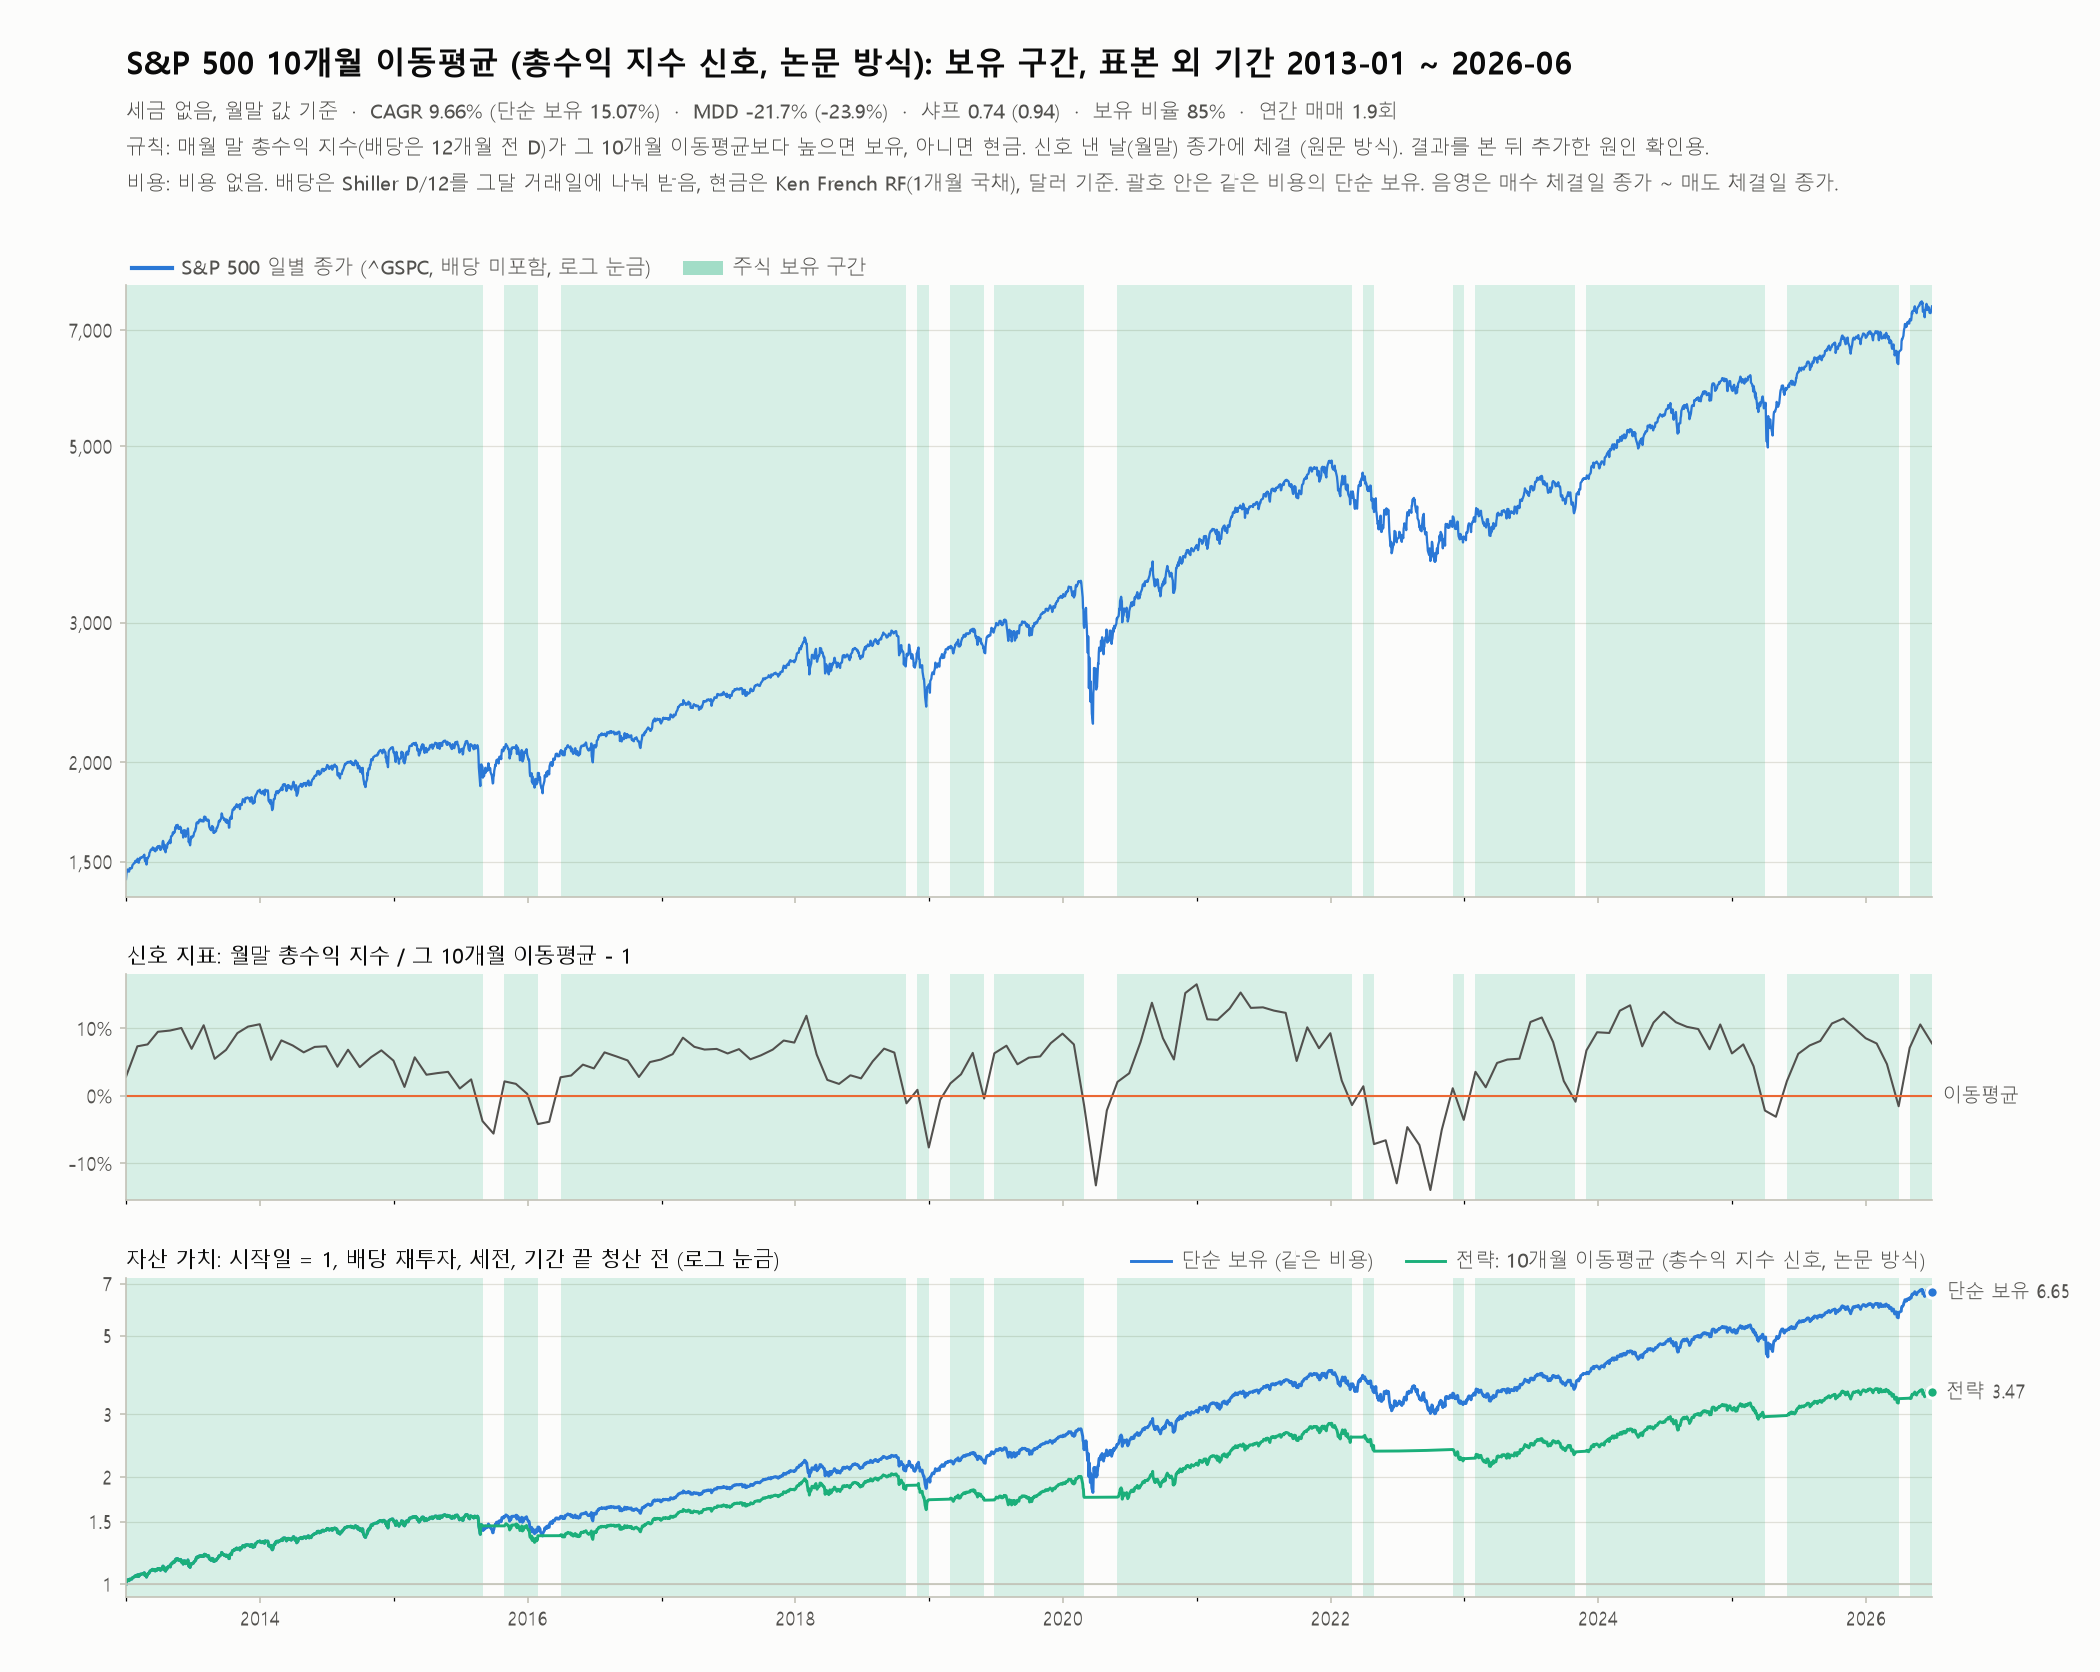 S&P 500 10개월 이동평균 (총수익 지수 신호, 논문 방식): 보유 구간, 표본 외 기간 2013-01 ~ 2026-06
세금 없음, 월말 값 기준 · CAGR 9.66% (단순 보유 15.07%) · MDD -21.7% (-23.9%) · 샤프 0.74 (0.94) · 보유 비율 85% · 연간 매매 1.9회
규칙: 매월 말 총수익 지수(배당은 12개월 전 D)가 그 10개월 이동평균보다 높으면 보유, 아니면 현금. 신호 낸 날(월말) 종가에 체결 (원문 방식). 결과를 본 뒤 추가한 원인 확인용.
비용: 비용 없음. 배당은 Shiller D/12를 그달 거래일에 나눠 받음, 현금은 Ken French RF(1개월 국채), 달러 기준. 괄호 안은 같은 비용의 단순 보유. 음영은 매수 체결일 종가 ~ 매도 체결일 종가.
S&P 500 일별 종가 (^GSPC, 배당 미포함, 로그 눈금)
주식 보유 구간
7,000
5,000
3,000
2,000
1,500
신호 지표: 월말 총수익 지수 / 그 10개월 이동평균 - 1
10%
0%
-10%
이동평균
자산 가치: 시작일 = 1, 배당 재투자, 세전, 기간 끝 청산 전 (로그 눈금)
단순 보유 (같은 비용)
전략: 10개월 이동평균 (총수익 지수 신호, 논문 방식)
7
5
3
2
1.5
1
단순 보유 6.65
전략 3.47
2014
2016
2018
2020
2022
2024
2026